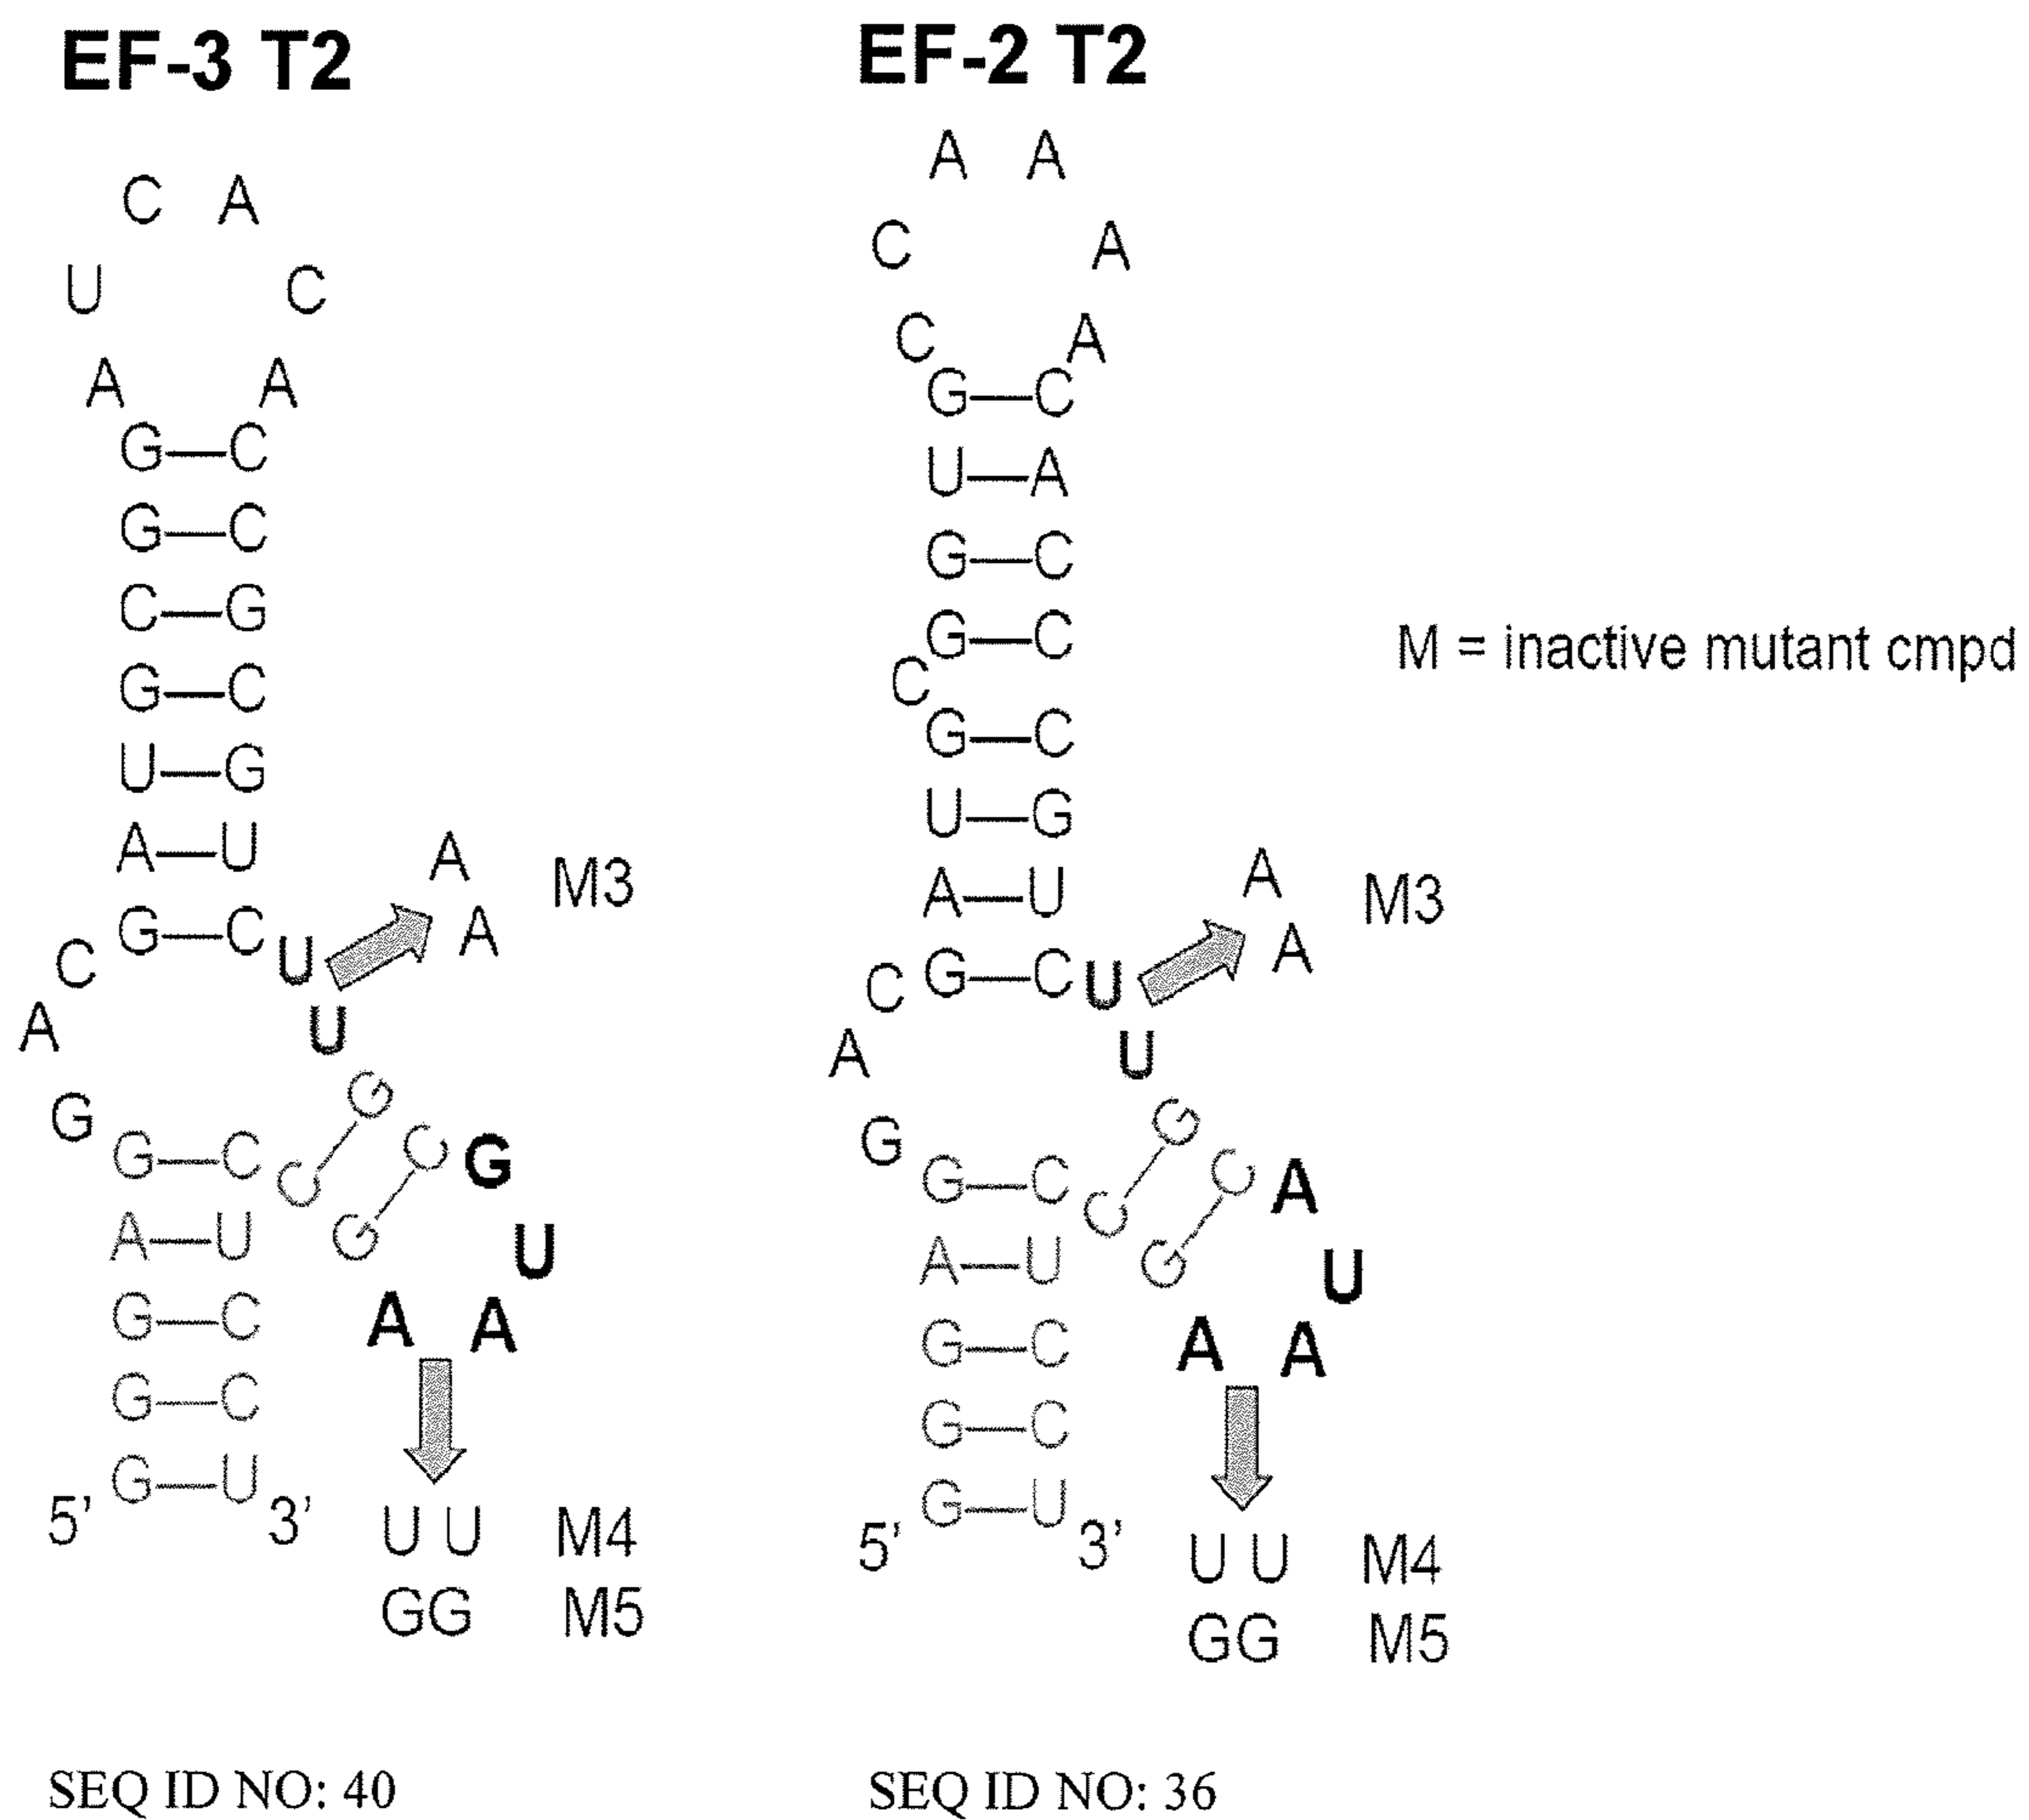 EF-3 T2
C A
U C
A A
G—C
G—C
C—G
G—C
U—G
A—U
G—C
C U
A U
G G
G—C C C G
A—U G U
G—C A A
G—C
5' G—U 3'
A
A M3
U U M4
GG M5
SEQ ID NO: 40
EF-2 T2
A A
C A
C A
G—C
U—A
G—C
G—C
C
G—C
U—G
A—U
G—C
C U
A U
G G
G—C C C A
A—U G U
G—C A A
G—C
5' G—U 3'
A
A M3
U U M4
GG M5
SEQ ID NO: 36
M = inactive mutant cmpd